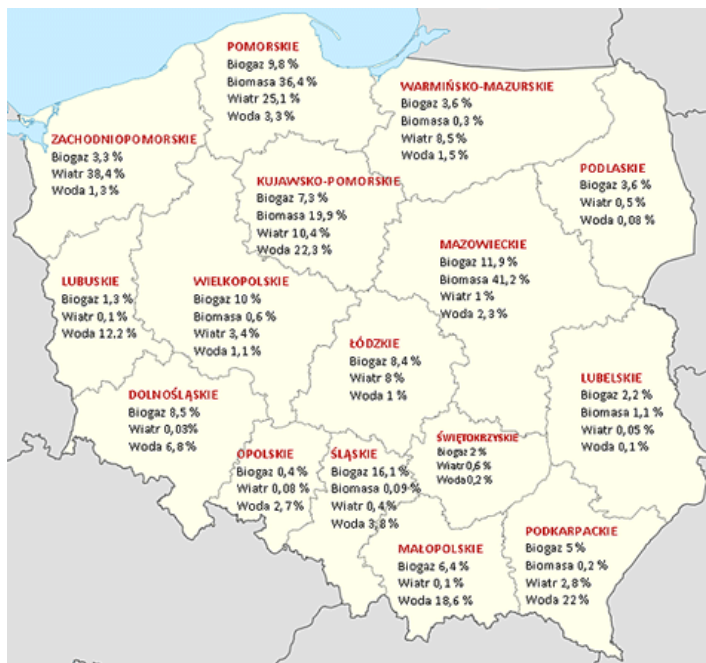 POMORSKIE
Biogaz 9,8 %
Biomasa 36,4 %
Wiatr 25,1 %
Woda 3,3 %
WARMIŃSKO-MAZURSKIE
Biogaz 3,6 %
Biomasa 0,3 %
Wiatr 8,5 %
Woda 1,5 %
ZACHODNIOPOMORSKIE
Biogaz 3,3 %
Wiatr 38,4 %
Woda 1,3 %
KUJAWSKO-POMORSKIE
Biogaz 7,3 %
Biomasa 19,9 %
Wiatr 10,4 %
Woda 22,3 %
PODLASKIE
Biogaz 3,6 %
Wiatr 0,5 %
Woda 0,08 %
MAZOWIECKIE
Biogaz 11,9 %
Biomasa 41,2 %
Wiatr 1 %
Woda 2,3 %
LUBUSKIE
Biogaz 1,3 %
Wiatr 0,1 %
Woda 12.2 %
WIELKOPOLSKIE
Biogaz 10 %
Biomasa 0,6 %
Wiatr 3,4 %
Woda 1,1 %
ŁÓDZKIE
Biogaz 8,4 %
Wiatr 8 %
Woda 1 %
LUBELSKIE
Biogaz 2,2 %
Biomasa 1,1 %
Wiatr 0,05 %
Woda 0,1 %
DOLNOŚLĄSKIE
Biogaz 8,5 %
Wiatr 0,03%
Woda 6,8 %
OPOLSKIE
Biogaz 0,4 %
Wiatr 0,08 %
Woda 2,7 %
ŚLĄSKIE
Biogaz 16,1 %
Biomasa 0,09 %
Wiatr 0,4 %
Woda 3,8 %
ŚWIĘTOKRZYSKIE
Biogaz 2 %
Wiatr 0,6 %
Woda 0,2 %
MAŁOPOLSKIE
Biogaz 6,4 %
Wiatr 0,1 %
Woda 18,6 %
PODKARPACKIE
Biogaz 5 %
Biomasa 0,2 %
Wiatr 2,8 %
Woda 22 %